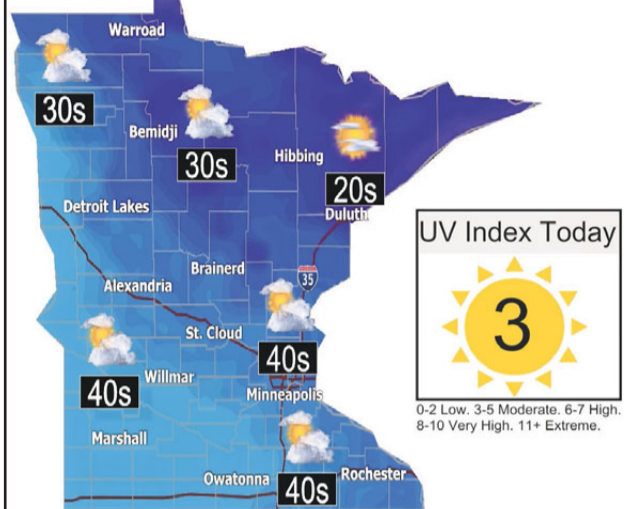 Warroad
30s
Bemidji
30s
Hibbing
20s
Duluth
Detroit Lakes
Brainerd
35
Alexandria
St. Cloud
40s
Willmar
40s
Minneapolis
Marshall
Owatonna
Rochester
40s
UV Index Today
3
0-2 Low. 3-5 Moderate. 6-7 High.
8-10 Very High. 11+ Extreme.